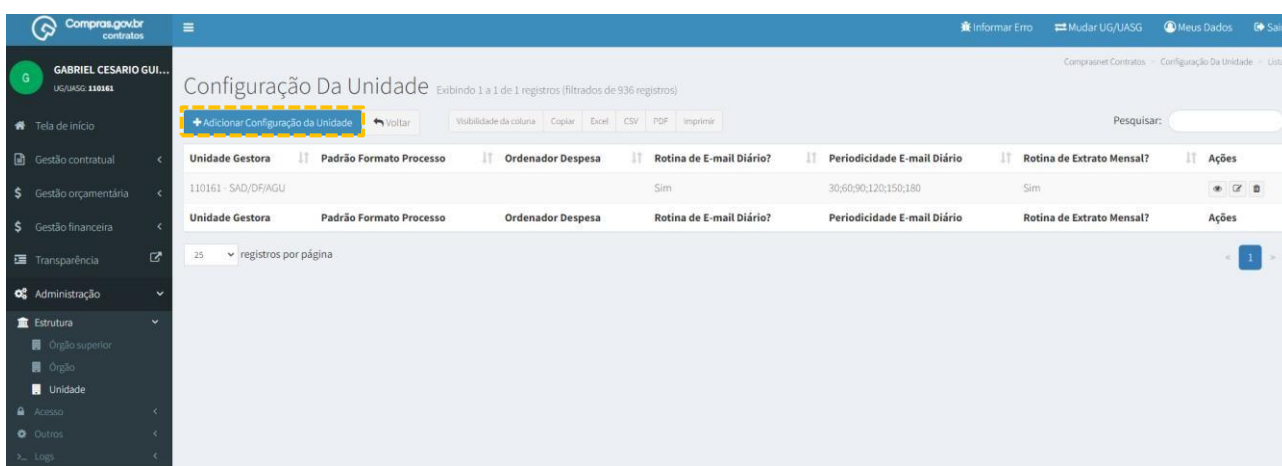 Compras.gov.br
contratos
Informar Erro Mudar UG/UASG Meus Dados Sai
G
GABRIEL CESARIO GUI...
UG/UASG: 110161
Comprasnet Contratos Configuração Da Unidade Lista
Configuração Da Unidade Exibindo 1 a 1 de 1 registros (filtrados de 936 registros)
Adicionar Configuração da Unidade Voltar Visibilidade da coluna Copiar Excel CSV PDF Imprimir Pesquisar:
Tela de início
Gestão contratual
Gestão orçamentária
Gestão financeira
Transparência
Administração
Estrutura
Órgão superior
Órgão
Unidade
Acesso
Outros
Logs
Unidade Gestora Padrão Formato Processo Ordenador Despesa Rotina de E-mail Diário? Periodicidade E-mail Diário Rotina de Extrato Mensal? Ações
110161 - SAD/DF/AGU Sim 30;60;90;120;150;180 Sim
Unidade Gestora Padrão Formato Processo Ordenador Despesa Rotina de E-mail Diário? Periodicidade E-mail Diário Rotina de Extrato Mensal? Ações
25 registros por página < 1 >